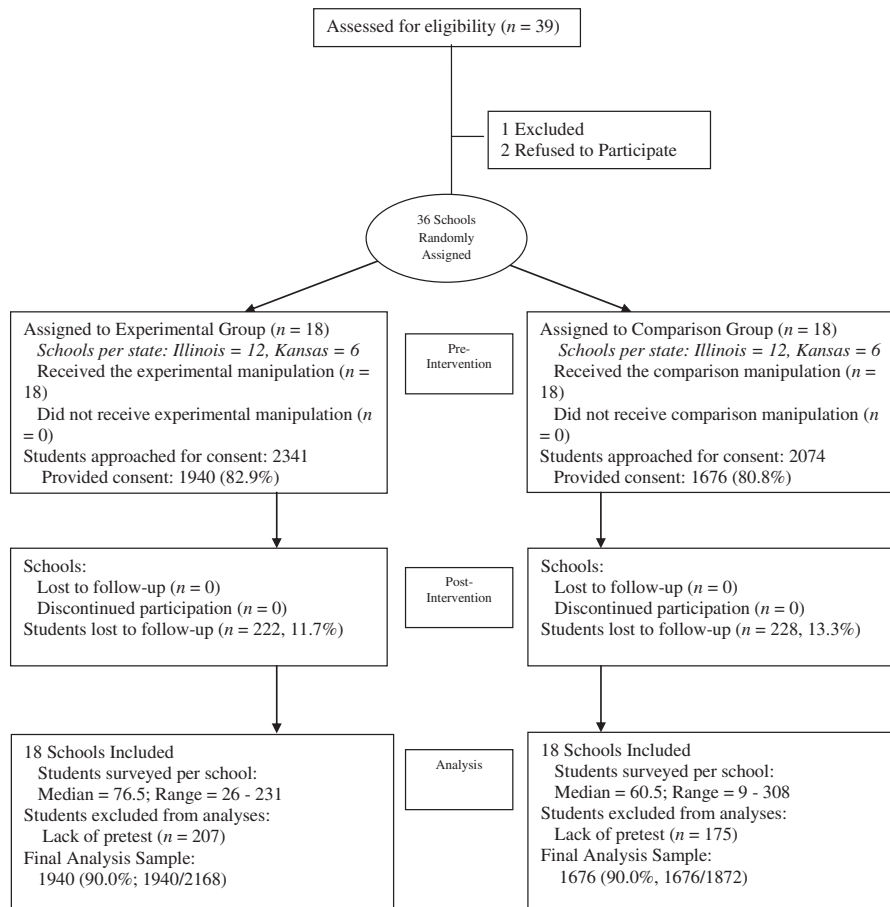 Assessed for eligibility (n = 39)
1 Excluded
2 Refused to Participate
36 Schools
Randomly
Assigned
Assigned to Experimental Group (n = 18)
Schools per state: Illinois = 12, Kansas = 6
Received the experimental manipulation (n =
18)
Did not receive experimental manipulation (n
= 0)
Students approached for consent: 2341
Provided consent: 1940 (82.9%)
Pre-
Intervention
Assigned to Comparison Group (n = 18)
Schools per state: Illinois = 12, Kansas = 6
Received the comparison manipulation (n =
18)
Did not receive comparison manipulation (n
= 0)
Students approached for consent: 2074
Provided consent: 1676 (80.8%)
Schools:
Lost to follow-up (n = 0)
Discontinued participation (n = 0)
Students lost to follow-up (n = 222, 11.7%)
Post-
Intervention
Schools:
Lost to follow-up (n = 0)
Discontinued participation (n = 0)
Students lost to follow-up (n = 228, 13.3%)
18 Schools Included
Students surveyed per school:
Median = 76.5; Range = 26 - 231
Students excluded from analyses:
Lack of pretest (n = 207)
Final Analysis Sample:
1940 (90.0%; 1940/2168)
Analysis
18 Schools Included
Students surveyed per school:
Median = 60.5; Range = 9 - 308
Students excluded from analyses:
Lack of pretest (n = 175)
Final Analysis Sample:
1676 (90.0%, 1676/1872)